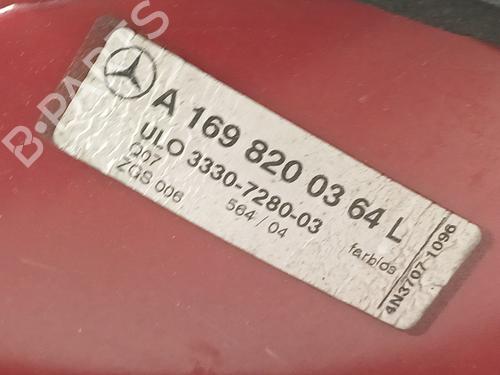 A 169 820 03 64 L
ULO 3330-7280-03
Q07
ZGS 006
564 / 04
farblos
4N3707 1096
B-PARTS